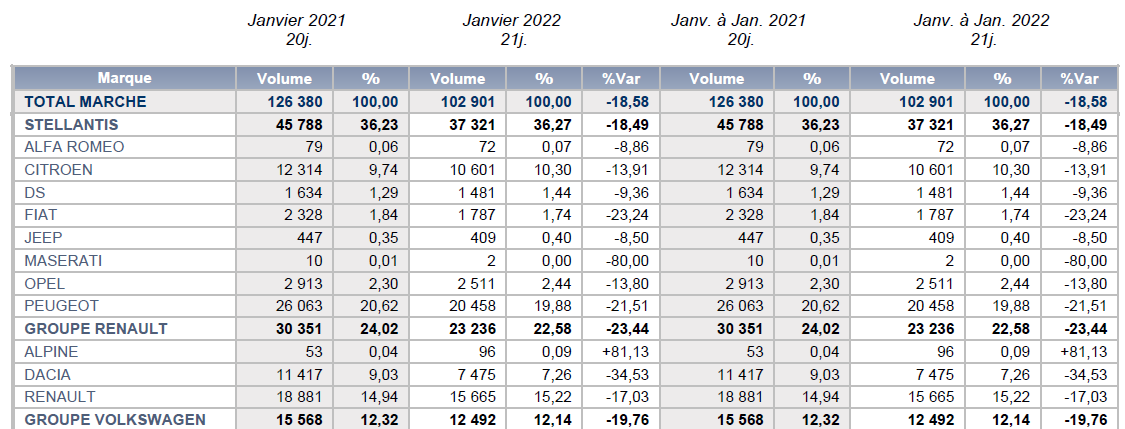 Janvier 2021 Janvier 2022 Janv. à Jan. 2021 Janv. à Jan. 2022
20j. 21j. 20j. 21j.
Marque Volume % Volume % %Var Volume % Volume % %Var
TOTAL MARCHE 126 380 100,00 102 901 100,00 -18,58 126 380 100,00 102 901 100,00 -18,58
STELLANTIS 45 788 36,23 37 321 36,27 -18,49 45 788 36,23 37 321 36,27 -18,49
ALFA ROMEO 79 0,06 72 0,07 -8,86 79 0,06 72 0,07 -8,86
CITROEN 12 314 9,74 10 601 10,30 -13,91 12 314 9,74 10 601 10,30 -13,91
DS 1 634 1,29 1 481 1,44 -9,36 1 634 1,29 1 481 1,44 -9,36
FIAT 2 328 1,84 1 787 1,74 -23,24 2 328 1,84 1 787 1,74 -23,24
JEEP 447 0,35 409 0,40 -8,50 447 0,35 409 0,40 -8,50
MASERATI 10 0,01 2 0,00 -80,00 10 0,01 2 0,00 -80,00
OPEL 2 913 2,30 2 511 2,44 -13,80 2 913 2,30 2 511 2,44 -13,80
PEUGEOT 26 063 20,62 20 458 19,88 -21,51 26 063 20,62 20 458 19,88 -21,51
GROUPE RENAULT 30 351 24,02 23 236 22,58 -23,44 30 351 24,02 23 236 22,58 -23,44
ALPINE 53 0,04 96 0,09 +81,13 53 0,04 96 0,09 +81,13
DACIA 11 417 9,03 7 475 7,26 -34,53 11 417 9,03 7 475 7,26 -34,53
RENAULT 18 881 14,94 15 665 15,22 -17,03 18 881 14,94 15 665 15,22 -17,03
GROUPE VOLKSWAGEN 15 568 12,32 12 492 12,14 -19,76 15 568 12,32 12 492 12,14 -19,76